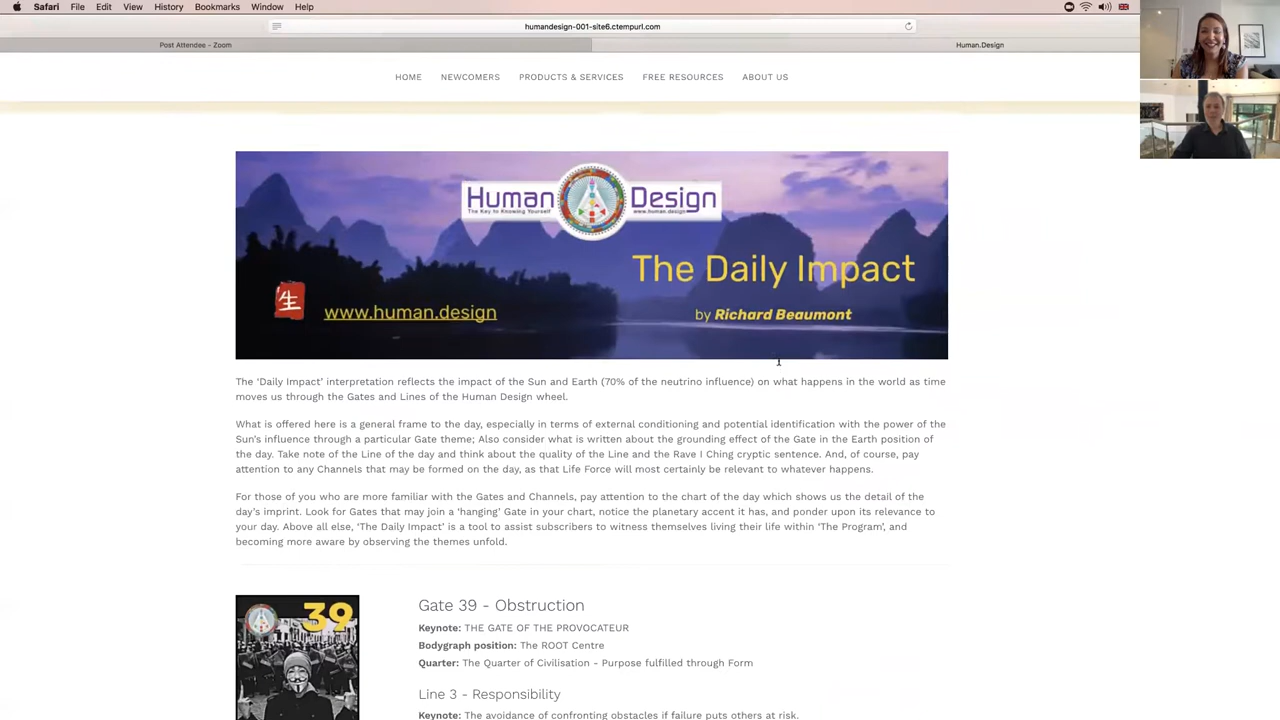 Safari File Edit View History Bookmarks Window Help
humandesign-001-site6.ctempurl.com
Post Attendee - Zoom
Human.Design
HOME NEWCOMERS PRODUCTS & SERVICES FREE RESOURCES ABOUT US
Human Design
The Key to Knowing Yourself www.human.design
The Daily Impact
生 www.human.design
by Richard Beaumont
The ‘Daily Impact’ interpretation reflects the impact of the Sun and Earth (70% of the neutrino influence) on what happens in the world as time
moves us through the Gates and Lines of the Human Design wheel.
What is offered here is a general frame to the day, especially in terms of external conditioning and potential identification with the power of the
Sun’s influence through a particular Gate theme; Also consider what is written about the grounding effect of the Gate in the Earth position of
the day. Take note of the Line of the day and think about the quality of the Line and the Rave I Ching cryptic sentence. And, of course, pay
attention to any Channels that may be formed on the day, as that Life Force will most certainly be relevant to whatever happens.
For those of you who are more familiar with the Gates and Channels, pay attention to the chart of the day which shows us the detail of the
day’s imprint. Look for Gates that may join a ‘hanging’ Gate in your chart, notice the planetary accent it has, and ponder upon its relevance to
your day. Above all else, ‘The Daily Impact’ is a tool to assist subscribers to witness themselves living their life within ‘The Program’, and
becoming more aware by observing the themes unfold.
39
Gate 39 - Obstruction
Keynote: THE GATE OF THE PROVOCATEUR
Bodygraph position: The ROOT Centre
Quarter: The Quarter of Civilisation - Purpose fulfilled through Form
Line 3 - Responsibility
Keynote: The avoidance of confronting obstacles if failure puts others at risk.